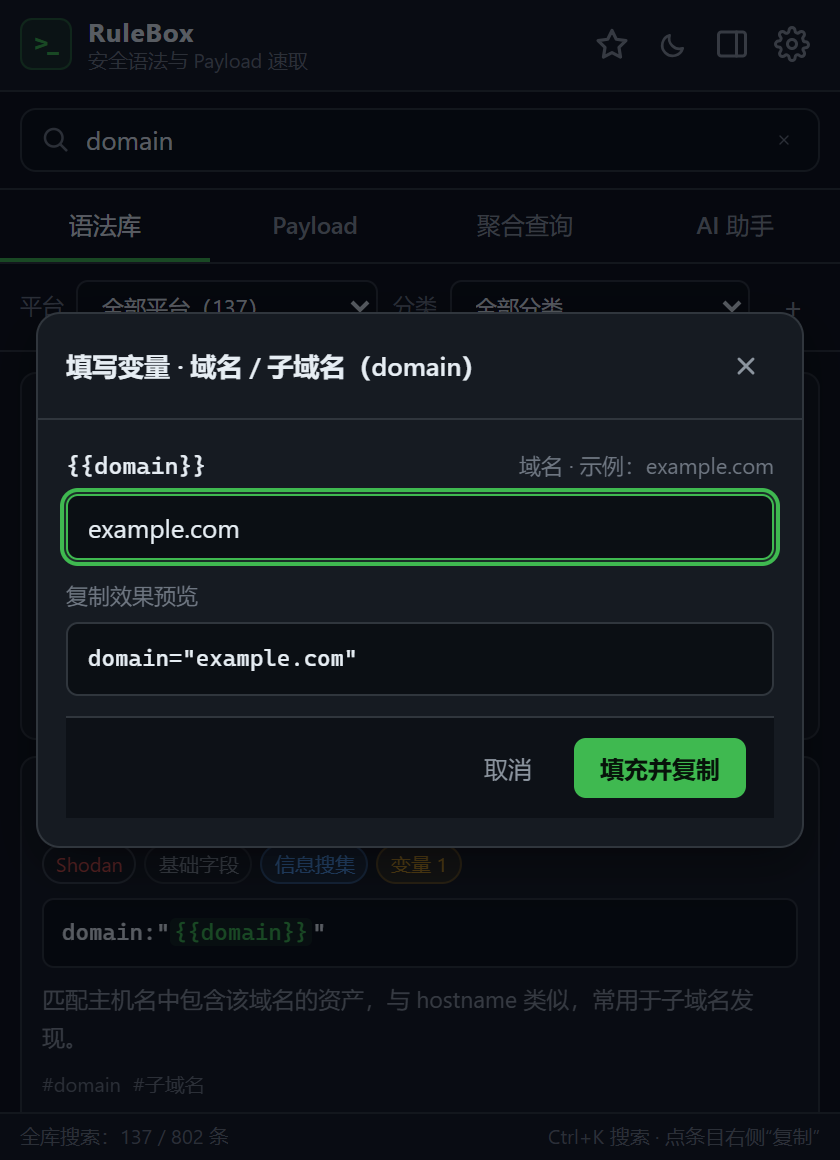 >_
RuleBox
安全语法与 Payload 速取
domain ×
语法库 Payload 聚合查询 AI 助手
平台 全部平台（137） 分类 全部分类 +
填写变量 · 域名 / 子域名（domain） ✕
{{domain}} 域名 · 示例：example.com
example.com
复制效果预览
domain="example.com"
取消 填充并复制
Shodan 基础字段 信息搜集 变量 1
domain:"{{domain}}"
匹配主机名中包含该域名的资产，与 hostname 类似，常用于子域名发
现。
#domain #子域名
全库搜索：137 / 802 条 Ctrl+K 搜索 · 点条目右侧“复制”